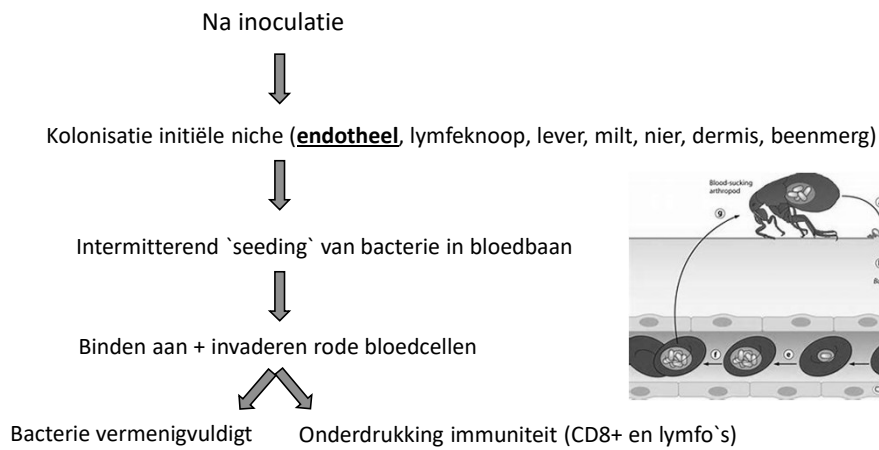 Na inoculatie
Kolonisatie initiële niche (endotheel, lymfeknoop, lever, milt, nier, dermis, beenmerg)
Intermitterend `seeding` van bacterie in bloedbaan
Binden aan + invaderen rode bloedcellen
Bacterie vermenigvuldigt
Onderdrukking immuniteit (CD8+ en lymfo`s)
Blood-sucking
arthropod
g
f
e